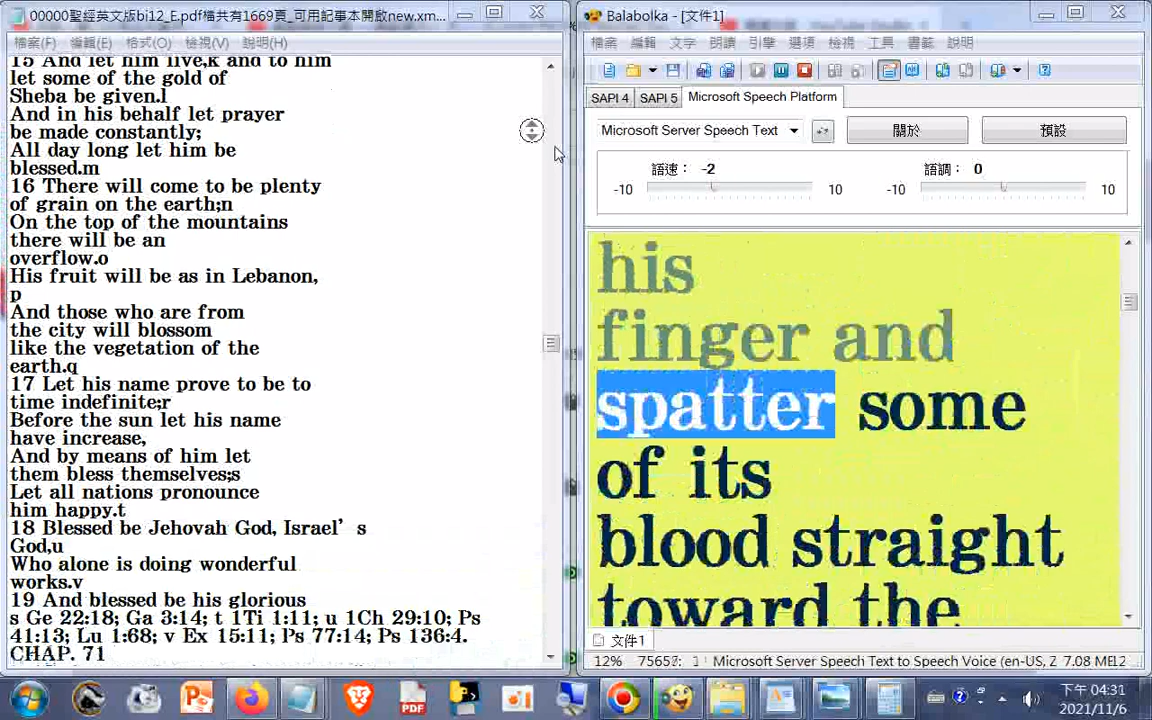 00000聖經英文版bi12_E.pdf檔共有1669頁_可用記事本開啟new.xm...
檔案(F) 編輯(E) 格式(O) 檢視(V) 說明(H)
15 And let him live,k and to him
let some of the gold of
Sheba be given.l
And in his behalf let prayer
be made constantly;
All day long let him be
blessed.m
16 There will come to be plenty
of grain on the earth;n
On the top of the mountains
there will be an
overflow.o
His fruit will be as in Lebanon,
p
And those who are from
the city will blossom
like the vegetation of the
earth.q
17 Let his name prove to be to
time indefinite;r
Before the sun let his name
have increase,
And by means of him let
them bless themselves;s
Let all nations pronounce
him happy.t
18 Blessed be Jehovah God, Israel’s
God,u
Who alone is doing wonderful
works.v
19 And blessed be his glorious
s Ge 22:18; Ga 3:14; t 1Ti 1:11; u 1Ch 29:10; Ps
41:13; Lu 1:68; v Ex 15:11; Ps 77:14; Ps 136:4.
CHAP. 71
Balabolka - [文件1]
檔案 編輯 文字 朗讀 引擎 選項 檢視 工具 書籤 說明
SAPI 4 SAPI 5 Microsoft Speech Platform
Microsoft Server Speech Text 關於 預設
語速: -2 語調: 0
-10 10 -10 10
his
finger and
spatter some
of its
blood straight
toward the
文件1
12% Microsoft Server Speech Text to Speech Voice (en-US, Z 7.08 ME
下午 04:31
2021/11/6